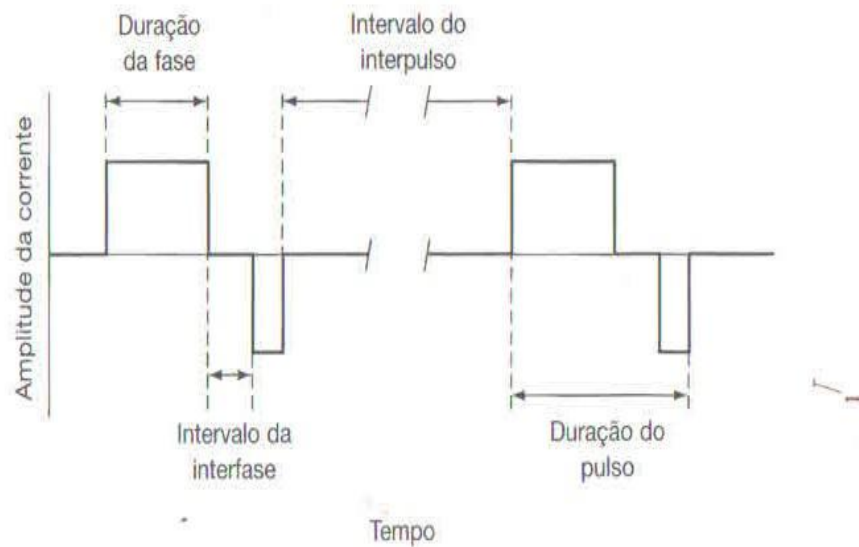 Duração
da fase
Intervalo do
interpulso
Amplitude da corrente
Intervalo da
interfase
Duração do
pulso
Tempo